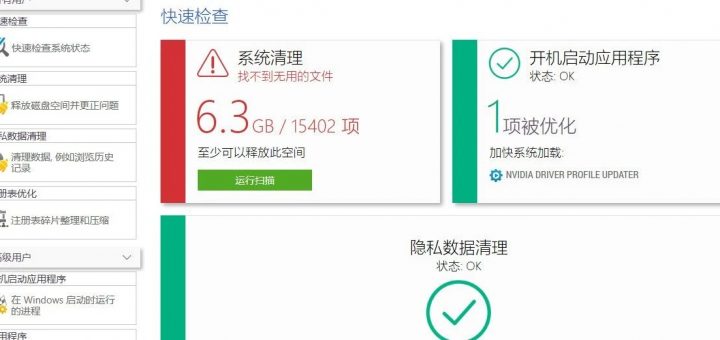 快速检查
速检查
快速检查系统状态
统清理
释放磁盘空间并更正问题
私数据清理
清理数据, 例如浏览历史
记录
册表优化
注册表碎片整理和压缩
高级用户
机启动应用程序
在 Windows 启动时运行
的进程
用程序
系统清理
找不到无用的文件
6.3 GB / 15402 项
至少可以释放此空间
运行扫描
开机启动应用程序
状态: OK
1项被优化
加快系统加载:
NVIDIA DRIVER PROFILE UPDATER
隐私数据清理
状态: OK